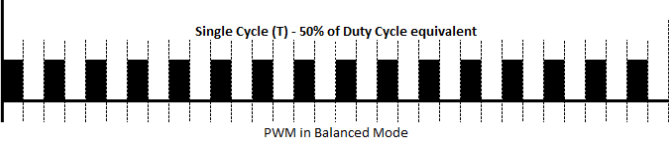 Single Cycle (T) - 50% of Duty Cycle equivalent
PWM in Balanced Mode